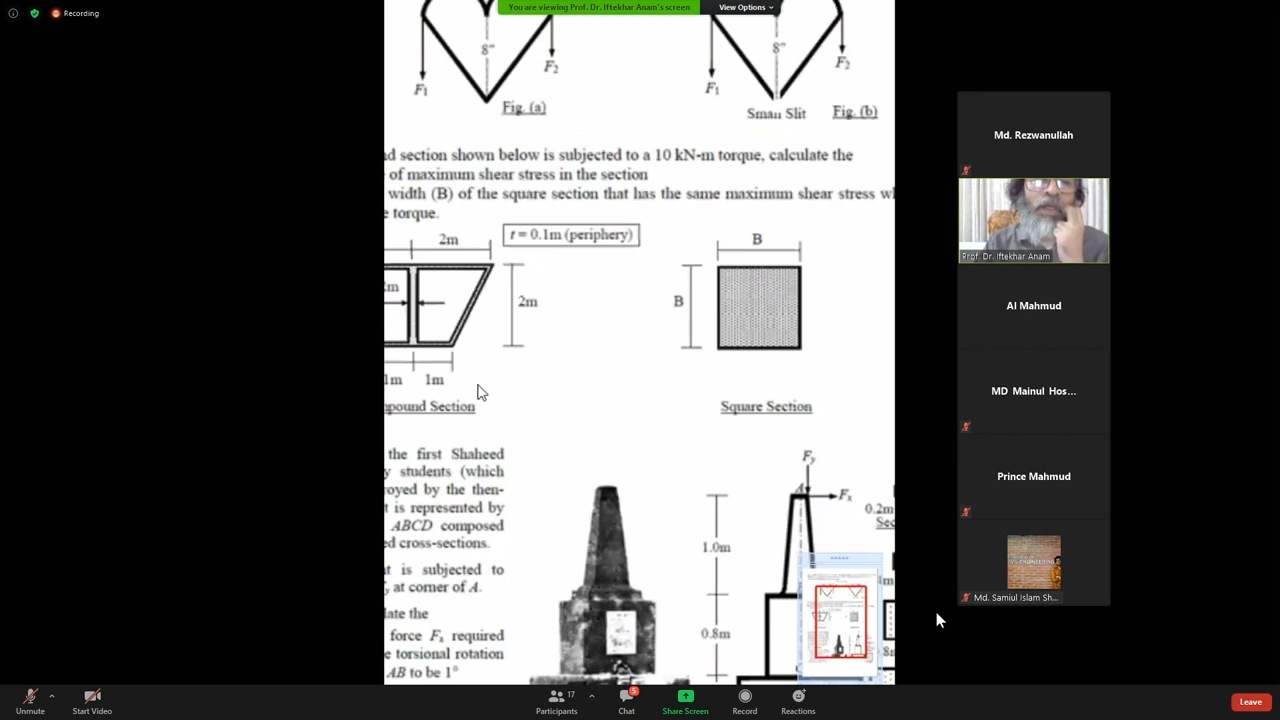 Recording
You are viewing Prof. Dr. Iftekhar Anam's screen
View Options
8"
F1
F2
Fig. (a)
8"
F1
F2
Small Slit
Fig. (b)
d section shown below is subjected to a 10 kN-m torque, calculate the
of maximum shear stress in the section
width (B) of the square section that has the same maximum shear stress w
torque.
2m
t = 0.1m (periphery)
B
m
2m
B
1m
1m
pound Section
Square Section
the first Shaheed
y students (which
royed by the then-
t is represented by
ABCD composed
ed cross-sections.
t is subjected to
y at corner of A.
late the
force Fx required
e torsional rotation
AB to be 1°
Fy
A
Fx
0.2m
Sec
1.0m
0.8m
Md. Rezwanullah
Prof. Dr. Iftekhar Anam
Al Mahmud
MD Mainul Hos...
Prince Mahmud
Md. Samiul Islam Sh...
Unmute
Start Video
17
Participants
5
Chat
Share Screen
Record
Reactions
Leave